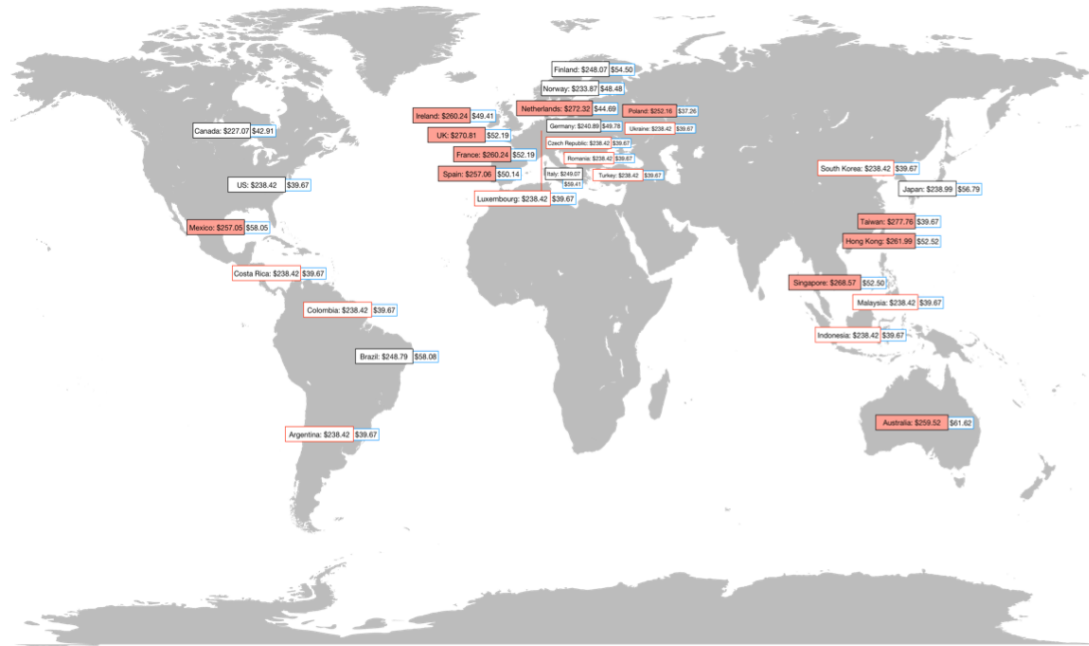 Finland: $248.07 $54.50
Norway: $233.87 $48.48
Netherlands: $272.32 $44.69
Poland: $252.16 $37.26
Ireland: $260.24 $49.41
Germany: $240.89 $49.78
Ukraine: $238.42 $39.67
Canada: $227.07 $42.91
UK: $270.81 $52.19
Czech Republic: $238.42 $39.67
France: $260.24 $52.19
Romania: $238.42 $39.67
South Korea: $238.42 $39.67
Spain: $257.06 $50.14
Italy: $249.07
$59.41
Turkey: $238.42 $39.67
US: $238.42 $39.67
Japan: $238.99 $56.79
Luxembourg: $238.42 $39.67
Taiwan: $277.76 $39.67
Mexico: $257.05 $58.05
Hong Kong: $261.99 $52.52
Costa Rica: $238.42 $39.67
Singapore: $268.57 $52.50
Malaysia: $238.42 $39.67
Colombia: $238.42 $39.67
Indonesia: $238.42 $39.67
Brazil: $248.79 $58.08
Australia: $259.52 $61.62
Argentina: $238.42 $39.67